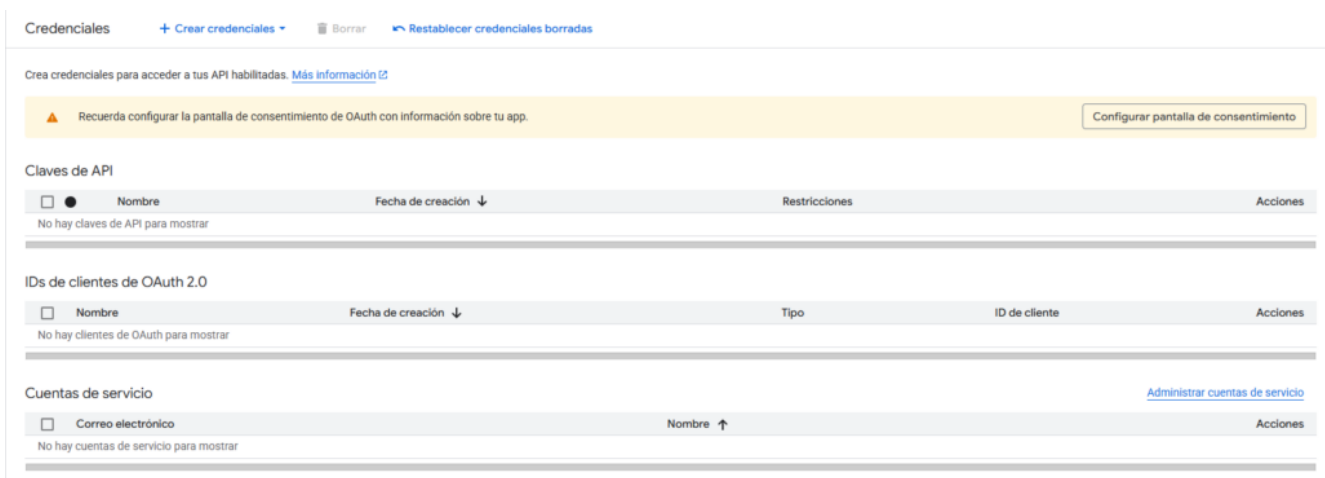 Credenciales + Crear credenciales Borrar Restablecer credenciales borradas
Crea credenciales para acceder a tus API habilitadas. Más información
Recuerda configurar la pantalla de consentimiento de OAuth con información sobre tu app. Configurar pantalla de consentimiento
Claves de API
Nombre Fecha de creación Restricciones Acciones
No hay claves de API para mostrar
IDs de clientes de OAuth 2.0
Nombre Fecha de creación Tipo ID de cliente Acciones
No hay clientes de OAuth para mostrar
Cuentas de servicio Administrar cuentas de servicio
Correo electrónico Nombre Acciones
No hay cuentas de servicio para mostrar